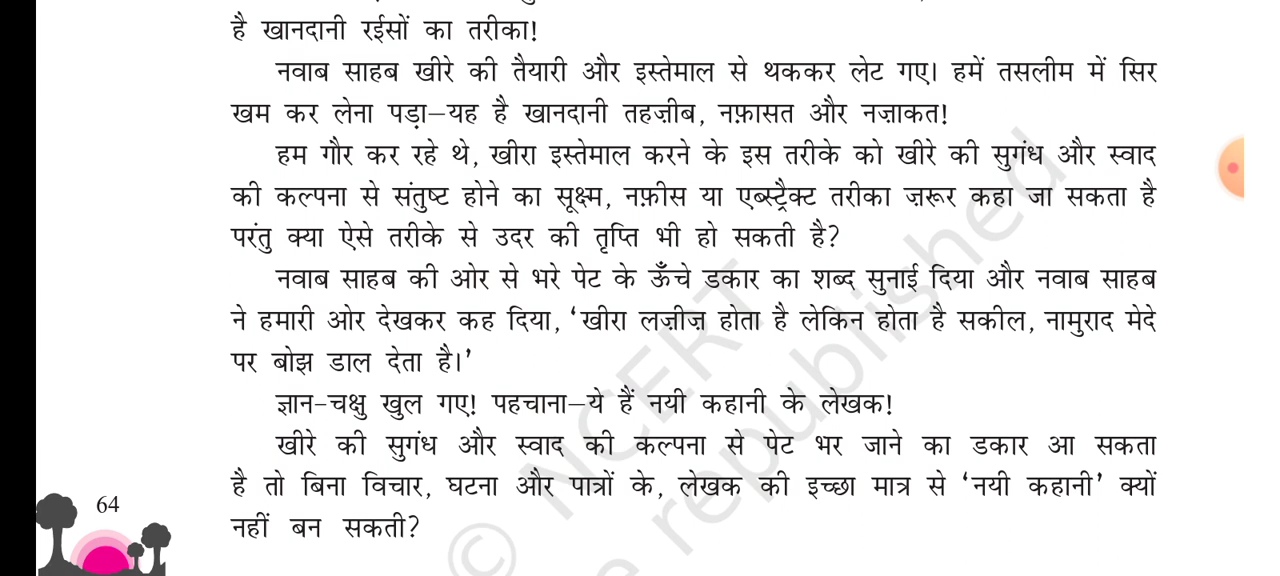 है खानदानी रईसों का तरीका!
नवाब साहब खीरे की तैयारी और इस्तेमाल से थककर लेट गए। हमें तसलीम में सिर
खम कर लेना पड़ा—यह है खानदानी तहज़ीब, नफ़ासत और नज़ाकत!
हम गौर कर रहे थे, खीरा इस्तेमाल करने के इस तरीके को खीरे की सुगंध और स्वाद
की कल्पना से संतुष्ट होने का सूक्ष्म, नफ़ीस या एब्स्ट्रैक्ट तरीका ज़रूर कहा जा सकता है
परंतु क्या ऐसे तरीके से उदर की तृप्ति भी हो सकती है?
नवाब साहब की ओर से भरे पेट के ऊँचे डकार का शब्द सुनाई दिया और नवाब साहब
ने हमारी ओर देखकर कह दिया, ‘खीरा लज़ीज़ होता है लेकिन होता है सकील, नामुराद मेदे
पर बोझ डाल देता है।’
ज्ञान-चक्षु खुल गए! पहचाना—ये हैं नयी कहानी के लेखक!
खीरे की सुगंध और स्वाद की कल्पना से पेट भर जाने का डकार आ सकता
है तो बिना विचार, घटना और पात्रों के, लेखक की इच्छा मात्र से ‘नयी कहानी’ क्यों
नहीं बन सकती?
64
© NCERT
be republished